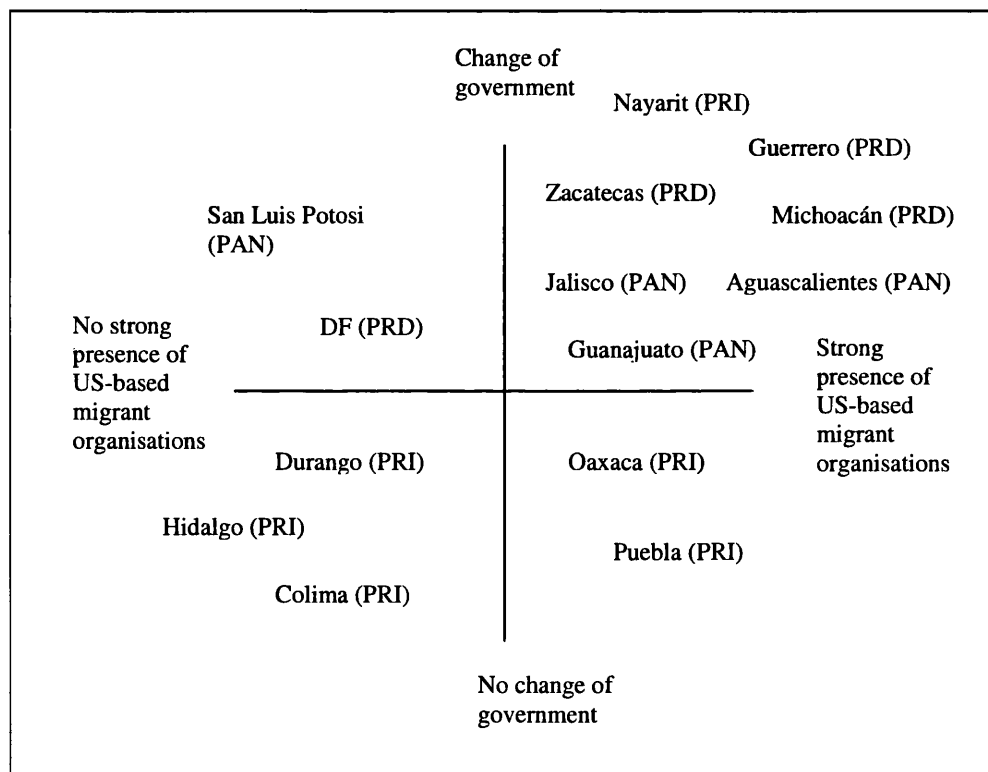 Change of
government
Nayarit (PRI)
Guerrero (PRD)
Zacatecas (PRD)
San Luis Potosi
(PAN)
Michoacán (PRD)
Jalisco (PAN)
Aguascalientes (PAN)
No strong
presence of
US-based
migrant
organisations
DF (PRD)
Guanajuato (PAN)
Strong
presence of
US-based
migrant
organisations
Durango (PRI)
Oaxaca (PRI)
Hidalgo (PRI)
Puebla (PRI)
Colima (PRI)
No change of
government